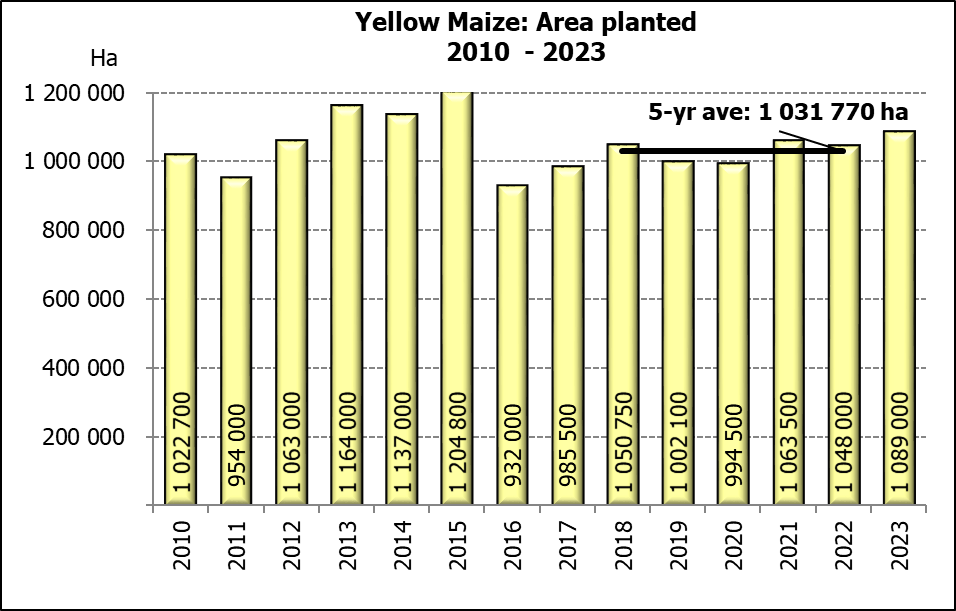 Yellow Maize: Area planted
2010 - 2023
Ha
1 200 000
1 000 000
800 000
600 000
400 000
200 000
5-yr ave: 1 031 770 ha
1 022 700
954 000
1 063 000
1 164 000
1 137 000
1 204 800
932 000
985 500
1 050 750
1 002 100
994 500
1 063 500
1 048 000
1 089 000
2010
2011
2012
2013
2014
2015
2016
2017
2018
2019
2020
2021
2022
2023